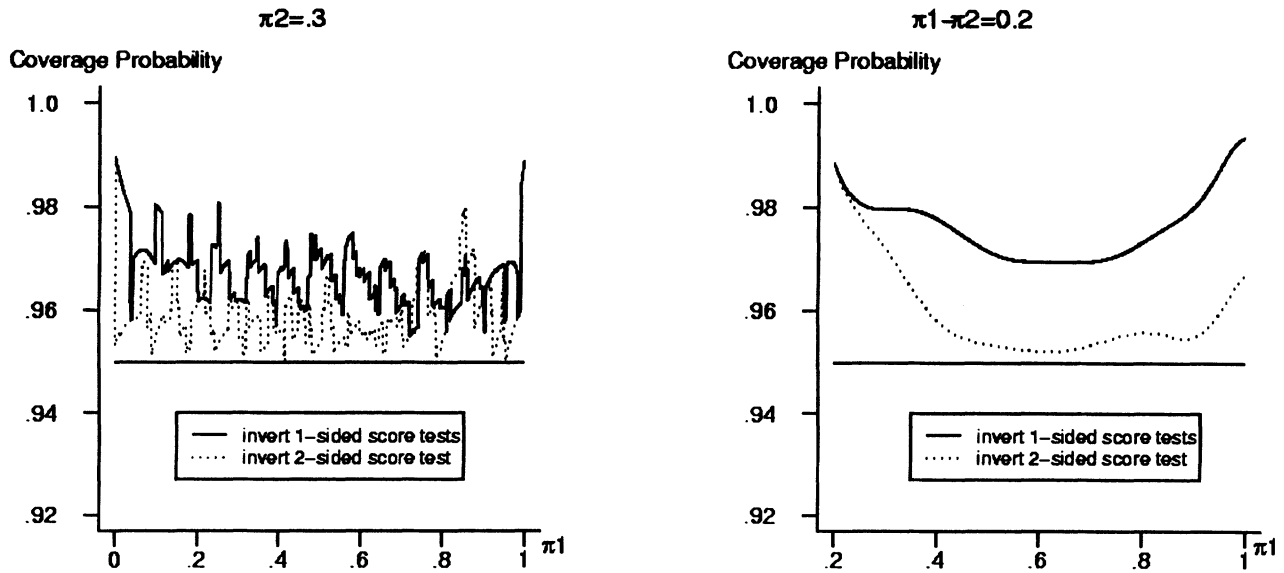 π2=.3
Coverage Probability
1.0
.98
.96
.94
.92
invert 1-sided score tests
invert 2-sided score test
0 .2 .4 .6 .8 1 π1
π1-π2=0.2
Coverage Probability
1.0
.98
.96
.94
.92
invert 1-sided score tests
invert 2-sided score test
.2 .4 .6 .8 1 π1